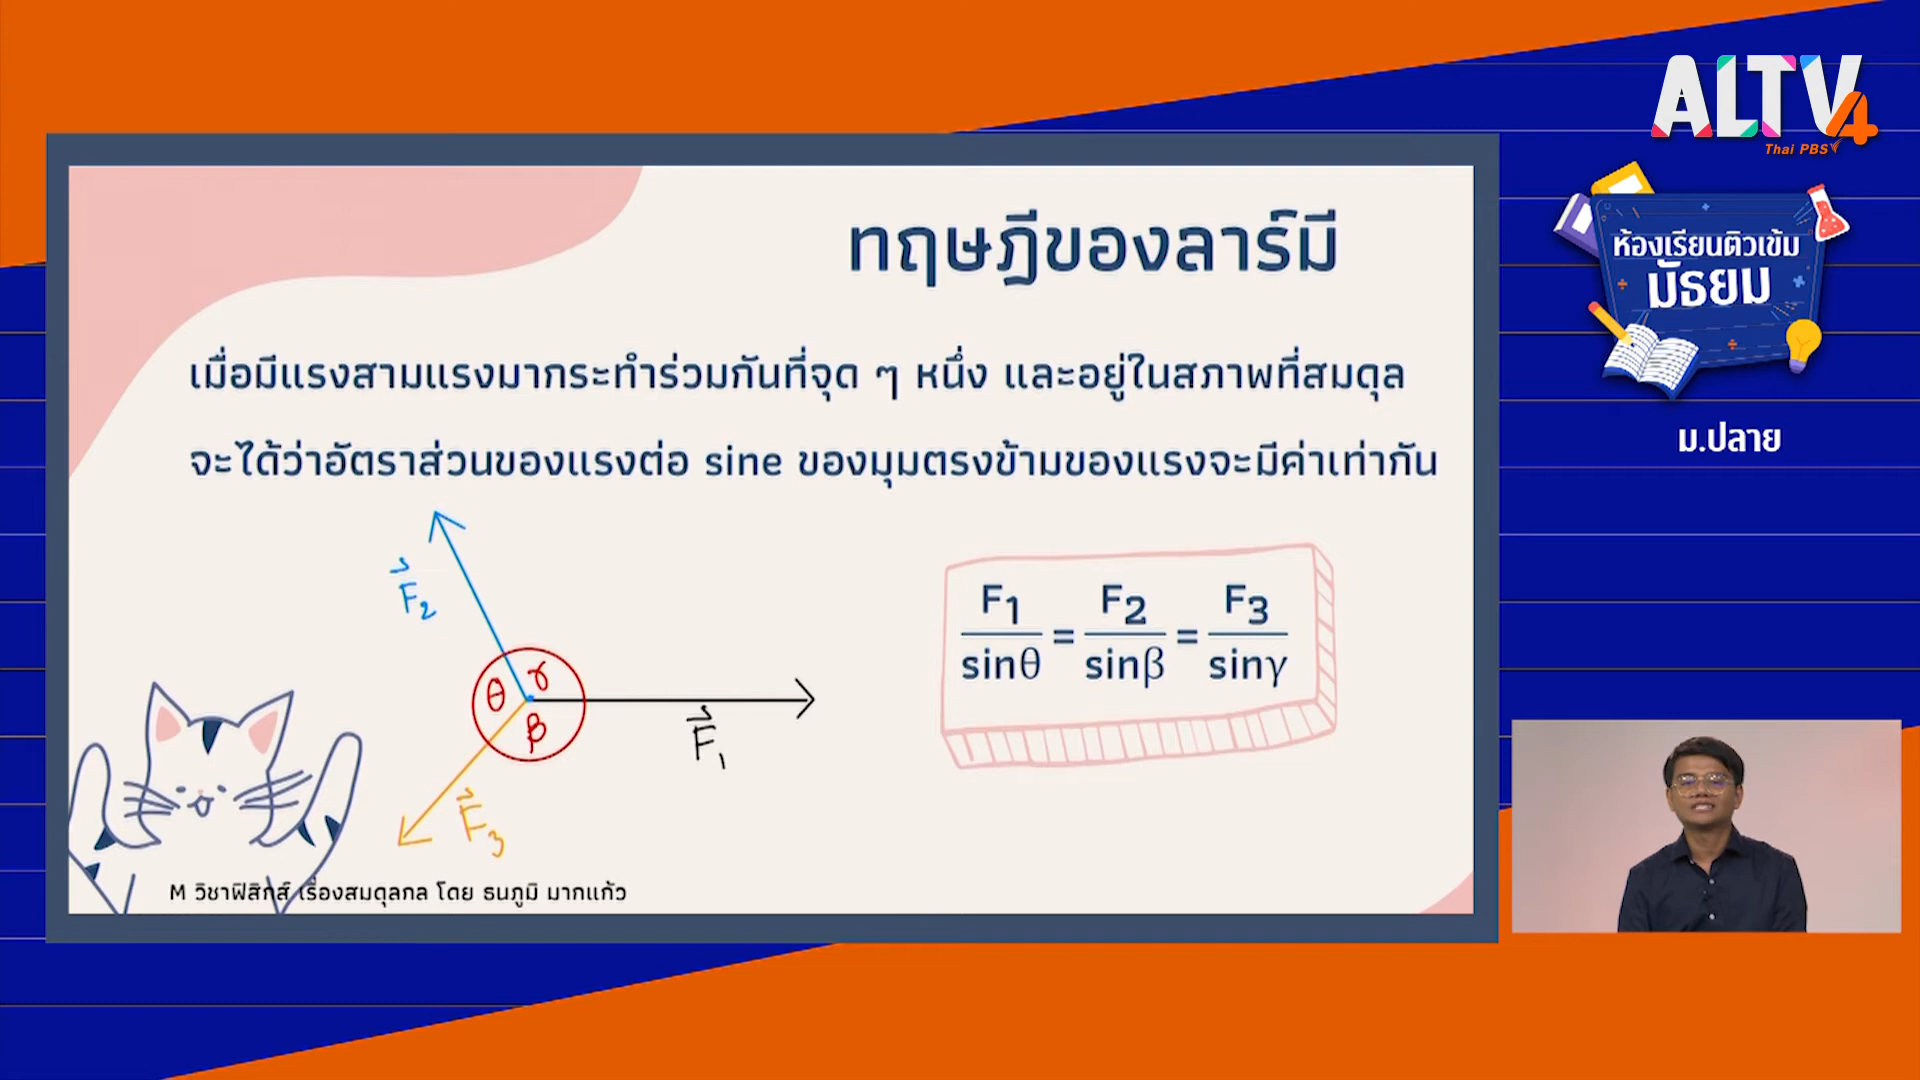 ALTV4
Thai PBS
ห้องเรียนติวเข้ม
มัธยม
ม.ปลาย
ทฤษฎีของลาร์มี
เมื่อมีแรงสามแรงมากระทำร่วมกันที่จุด ๆ หนึ่ง และอยู่ในสภาพที่สมดุล
จะได้ว่าอัตราส่วนของแรงต่อ sine ของมุมตรงข้ามของแรงจะมีค่าเท่ากัน
F⃗₂
θ γ
β
F⃗₁
F⃗₃
F₁/sinθ = F₂/sinβ = F₃/sinγ
M วิชาฟิสิกส์ เรื่องสมดุลกล โดย ธนภูมิ มากแก้ว